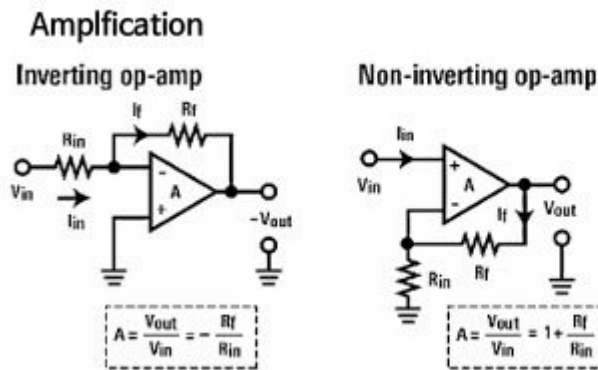 Amplfication
Inverting op-amp
If
Rf
Rin
Vin
Iin
-
A
+
-Vout
A = Vout / Vin = - Rf / Rin
Non-inverting op-amp
Iin
Vin
+
A
-
If
Vout
Rin
Rf
A = Vout / Vin = 1 + Rf / Rin